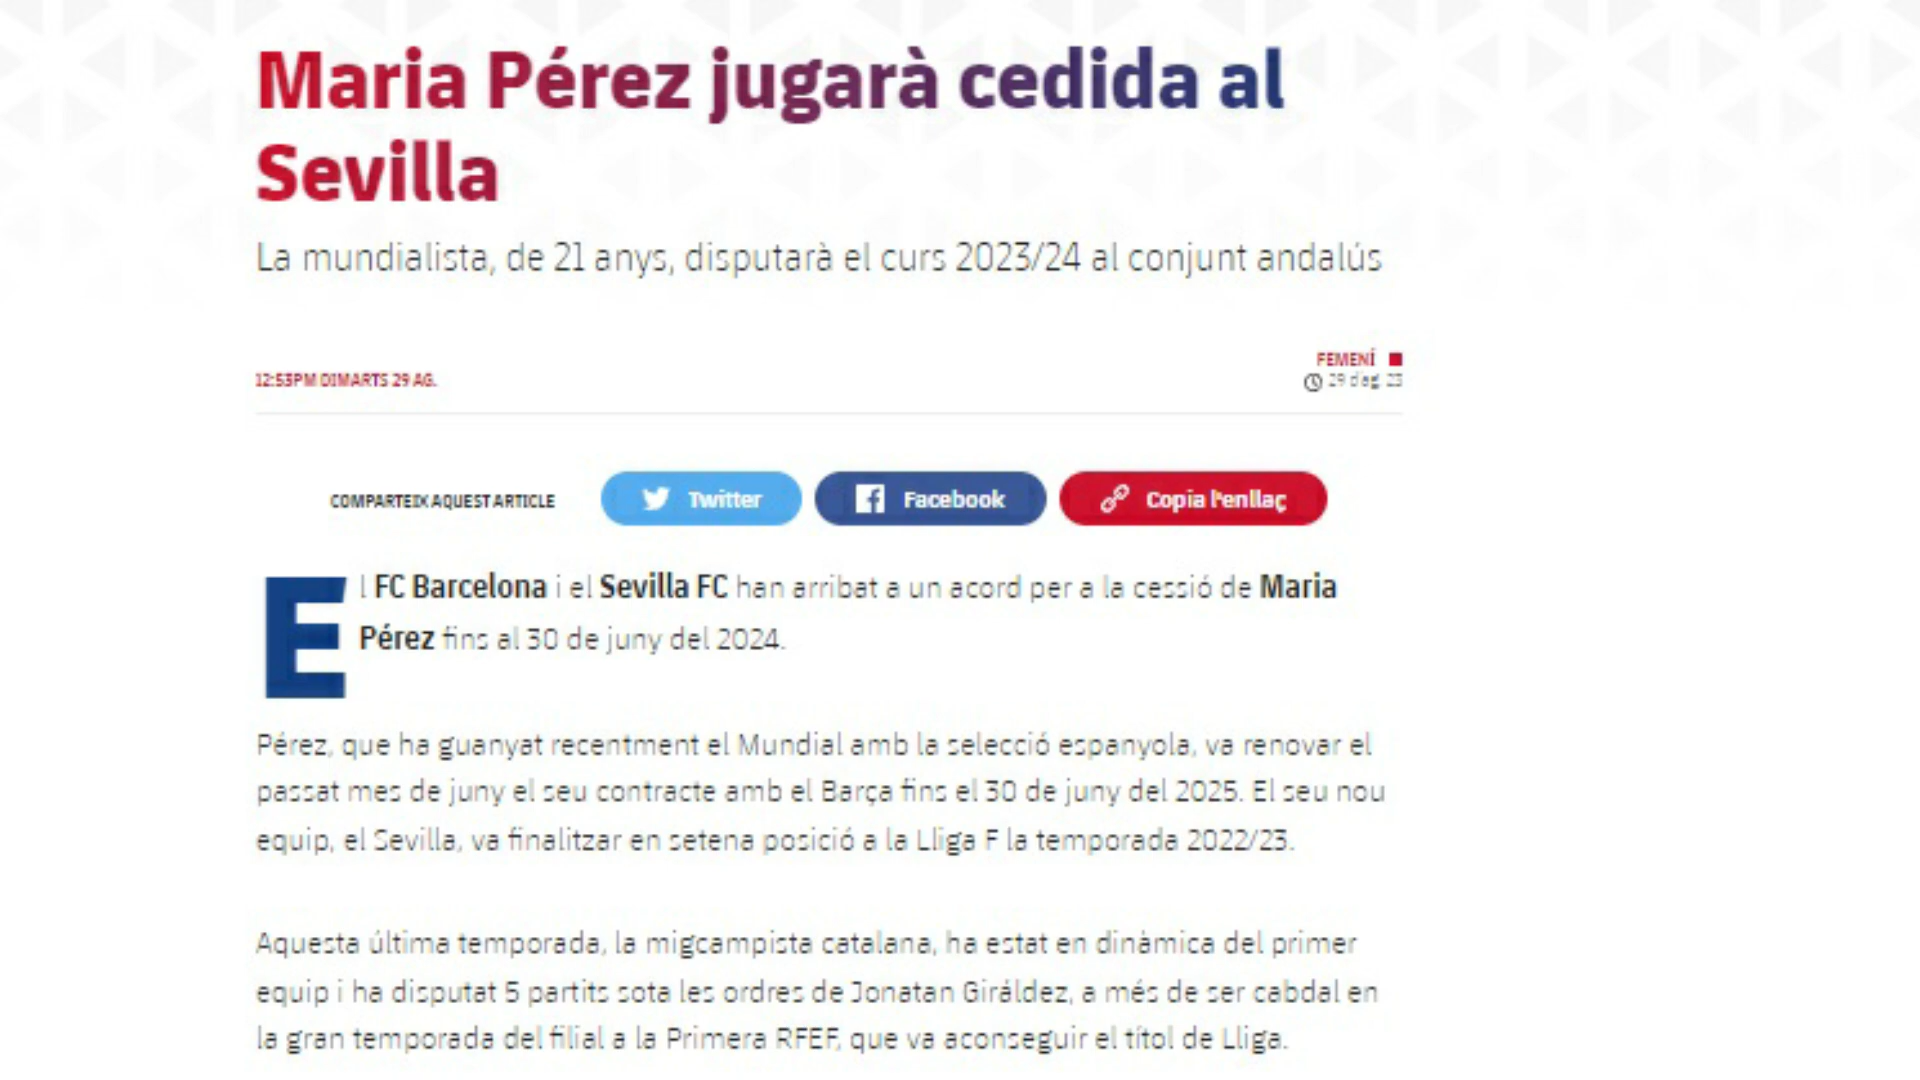 Maria Pérez jugarà cedida al
Sevilla
La mundialista, de 21 anys, disputarà el curs 2023/24 al conjunt andalús
FEMENÍ
12:53PM DIMARTS 29 AG.
29 d'ag. 23
COMPARTEIX AQUEST ARTICLE
Twitter
Facebook
Copia l'enllaç
El FC Barcelona i el Sevilla FC han arribat a un acord per a la cessió de Maria
Pérez fins al 30 de juny del 2024.
Pérez, que ha guanyat recentment el Mundial amb la selecció espanyola, va renovar el
passat mes de juny el seu contracte amb el Barça fins el 30 de juny del 2025. El seu nou
equip, el Sevilla, va finalitzar en setena posició a la Lliga F la temporada 2022/23.
Aquesta última temporada, la migcampista catalana, ha estat en dinàmica del primer
equip i ha disputat 5 partits sota les ordres de Jonatan Giráldez, a més de ser cabdal en
la gran temporada del filial a la Primera RFEF, que va aconseguir el títol de Lliga.